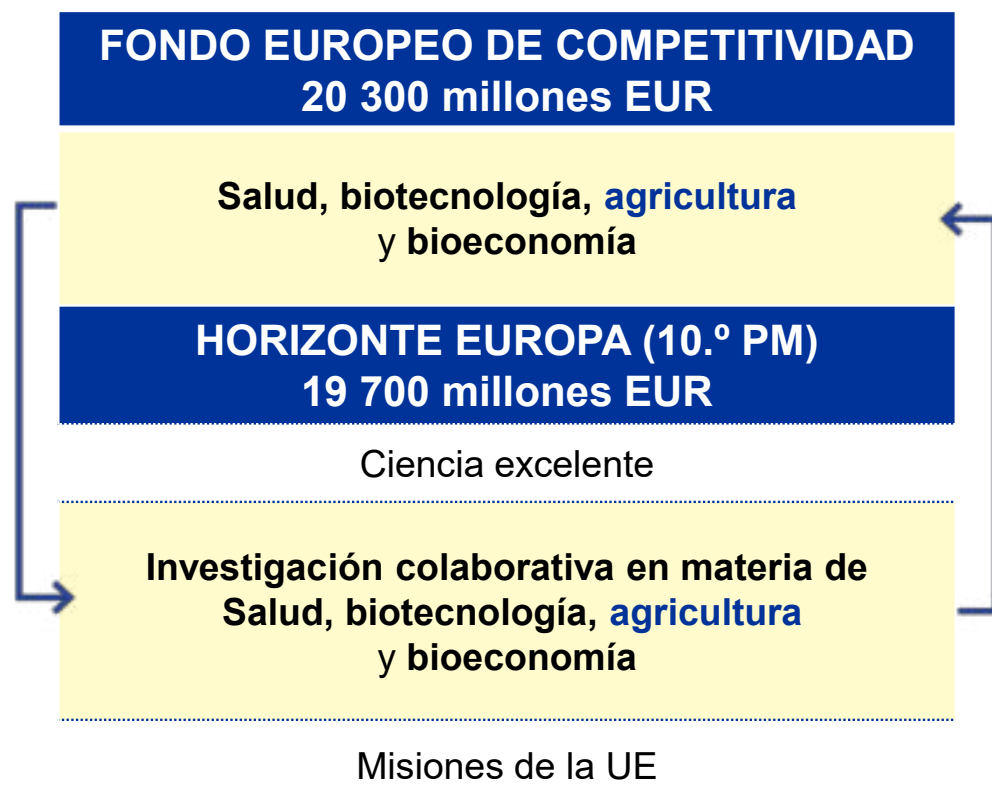 FONDO EUROPEO DE COMPETITIVIDAD
20 300 millones EUR
Salud, biotecnología, agricultura
y bioeconomía
HORIZONTE EUROPA (10.º PM)
19 700 millones EUR
Ciencia excelente
Investigación colaborativa en materia de
Salud, biotecnología, agricultura
y bioeconomía
Misiones de la UE